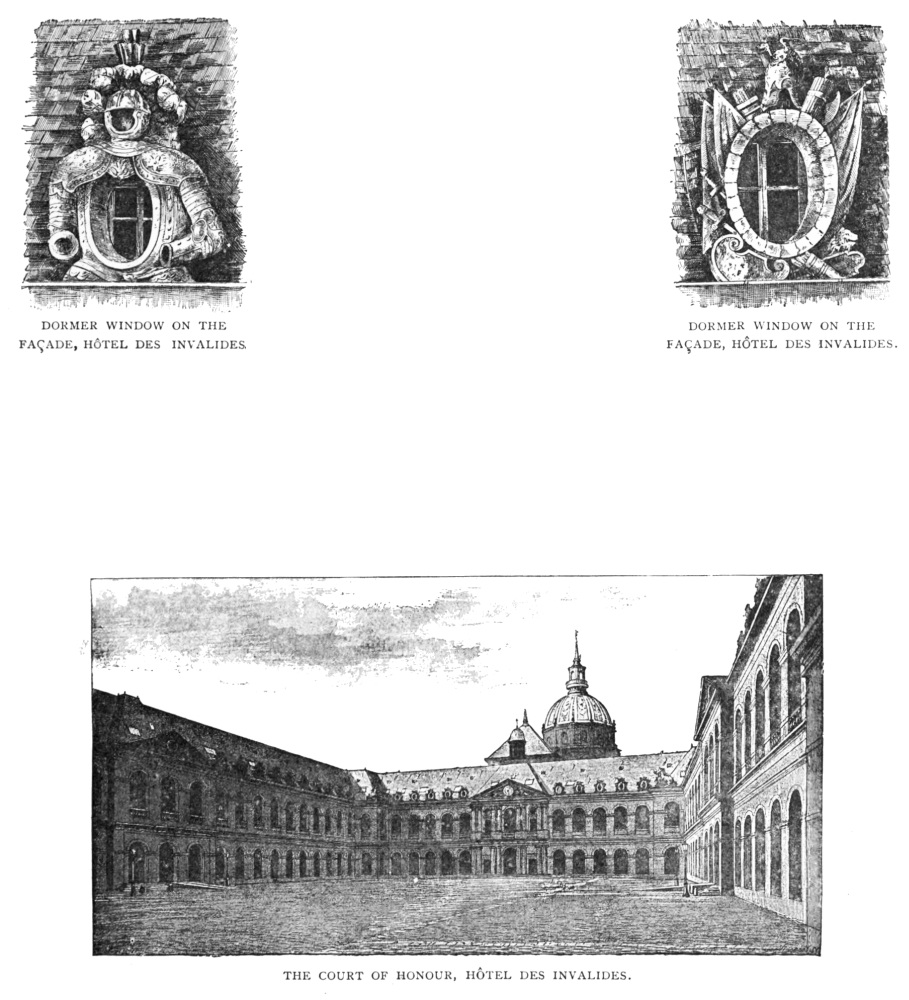 DORMER WINDOW ON THE
FAÇADE, HÔTEL DES INVALIDES.
DORMER WINDOW ON THE
FAÇADE, HÔTEL DES INVALIDES.
THE COURT OF HONOUR, HÔTEL DES INVALIDES.